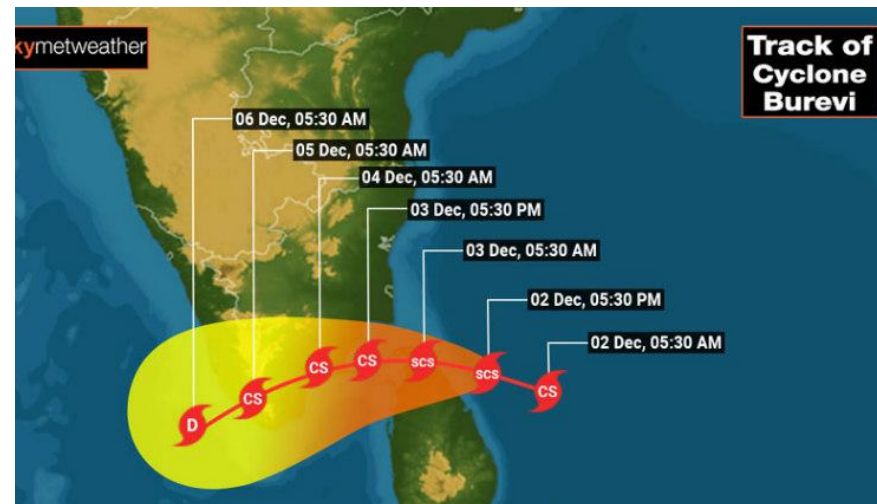 kymetweather
Track of
Cyclone
Burevi
06 Dec, 05:30 AM
05 Dec, 05:30 AM
04 Dec, 05:30 AM
03 Dec, 05:30 PM
03 Dec, 05:30 AM
02 Dec, 05:30 PM
02 Dec, 05:30 AM
D
CS
CS
CS
SCS
SCS
CS